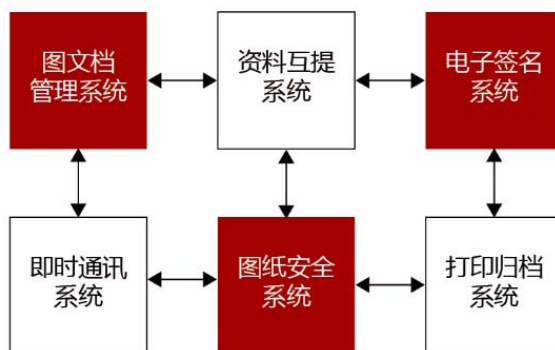 图文档
管理系统
资料互提
系统
电子签名
系统
即时通讯
系统
图纸安全
系统
打印归档
系统